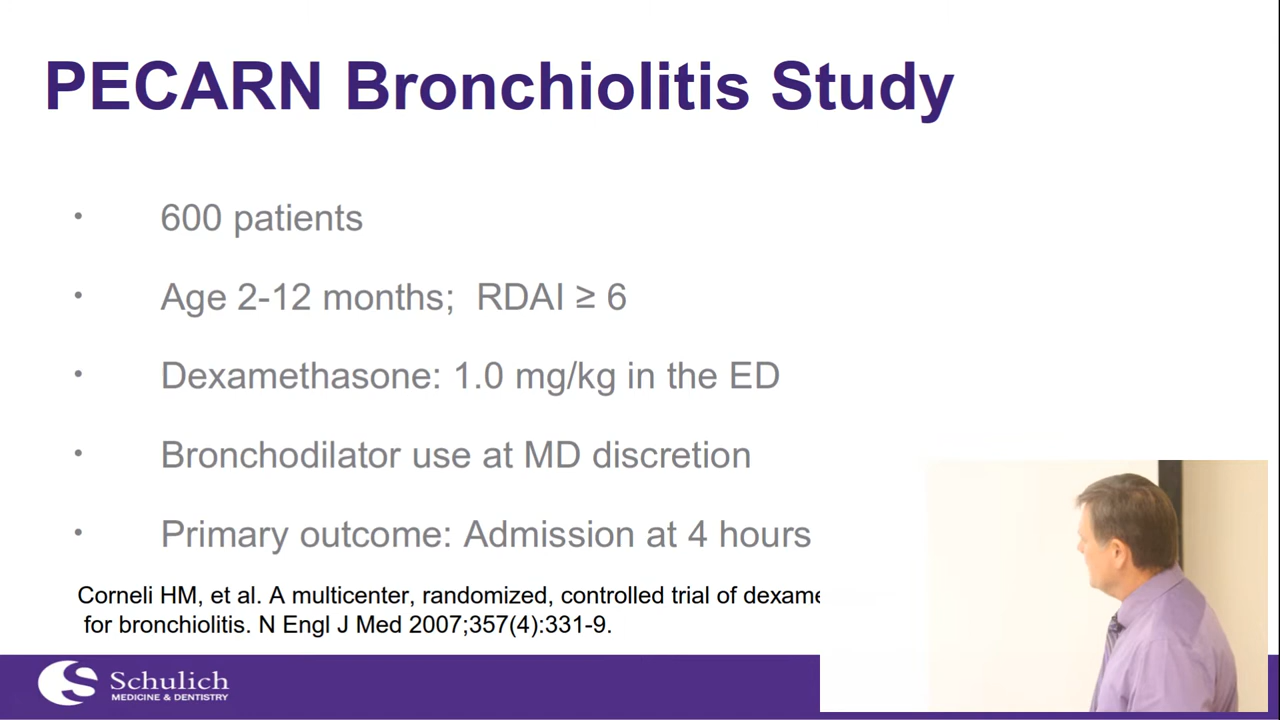 PECARN Bronchiolitis Study
• 600 patients
• Age 2-12 months; RDAI ≥ 6
• Dexamethasone: 1.0 mg/kg in the ED
• Bronchodilator use at MD discretion
• Primary outcome: Admission at 4 hours
Corneli HM, et al. A multicenter, randomized, controlled trial of dexame
for bronchiolitis. N Engl J Med 2007;357(4):331-9.
Schulich
MEDICINE & DENTISTRY